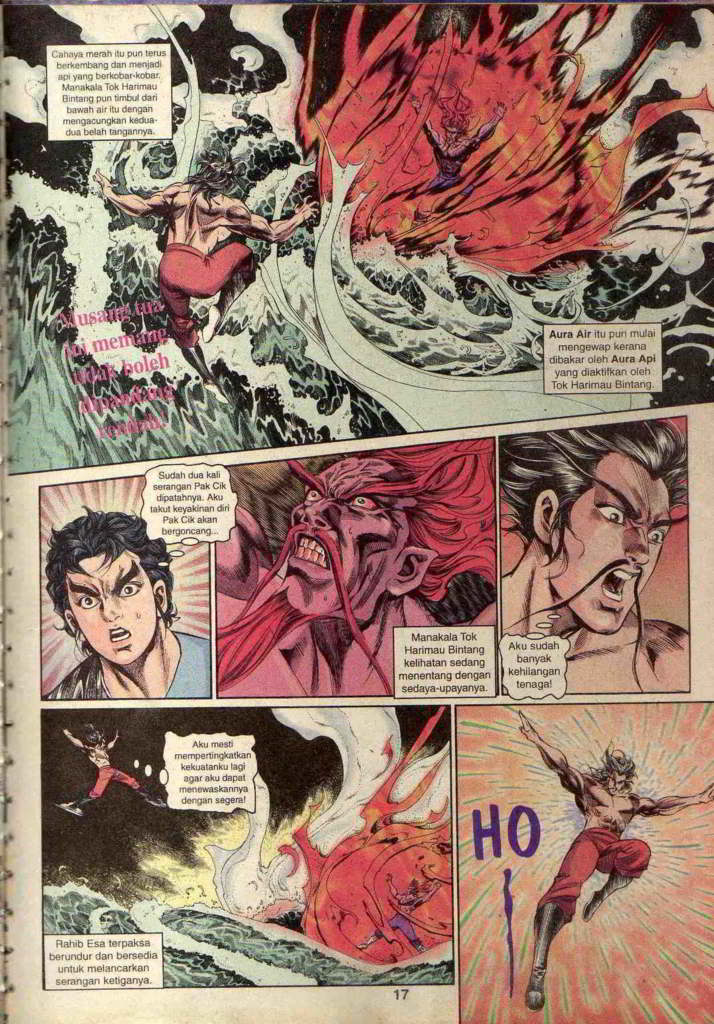 Cahaya merah itu pun terus
berkembang dan menjadi
api yang berkobar-kobar.
Manakala Tok Harimau
Bintang pun timbul dari
bawah air itu dengan
mengacungkan kedua-
dua belah tangannya.
Musang tua
ini memang
tidak boleh
dipandang
rendah!
Aura Air itu pun mulai
mengewap kerana
dibakar oleh Aura Api
yang diaktifkan oleh
Tok Harimau Bintang.
Sudah dua kali
serangan Pak Cik
dipatahnya. Aku
takut keyakinan diri
Pak Cik akan
bergoncang...
Manakala Tok
Harimau Bintang
kelihatan sedang
menentang dengan
sedaya-upayanya.
Aku sudah
banyak
kehilangan
tenaga!
Aku mesti
mempertingkatkan
kekuatanku lagi
agar aku dapat
menewaskannya
dengan segera!
Rahib Esa terpaksa
berundur dan bersedia
untuk melancarkan
serangan ketiganya.
HO
17